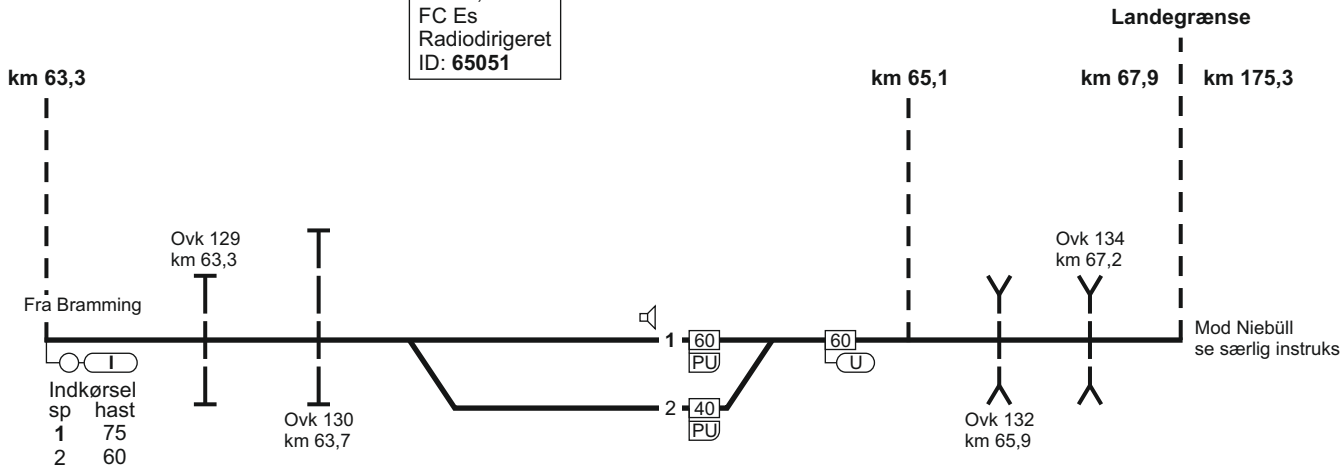 FC Es
Radiodirigeret
ID: 65051
Landegrænse
km 63,3
km 65,1
km 67,9
km 175,3
Ovk 129
km 63,3
Ovk 134
km 67,2
Fra Bramming
1
60
PU
60
U
Mod Niebüll
se særlig instruks
I
Indkørsel
sp hast
1 75
2 60
Ovk 130
km 63,7
2
40
PU
Ovk 132
km 65,9